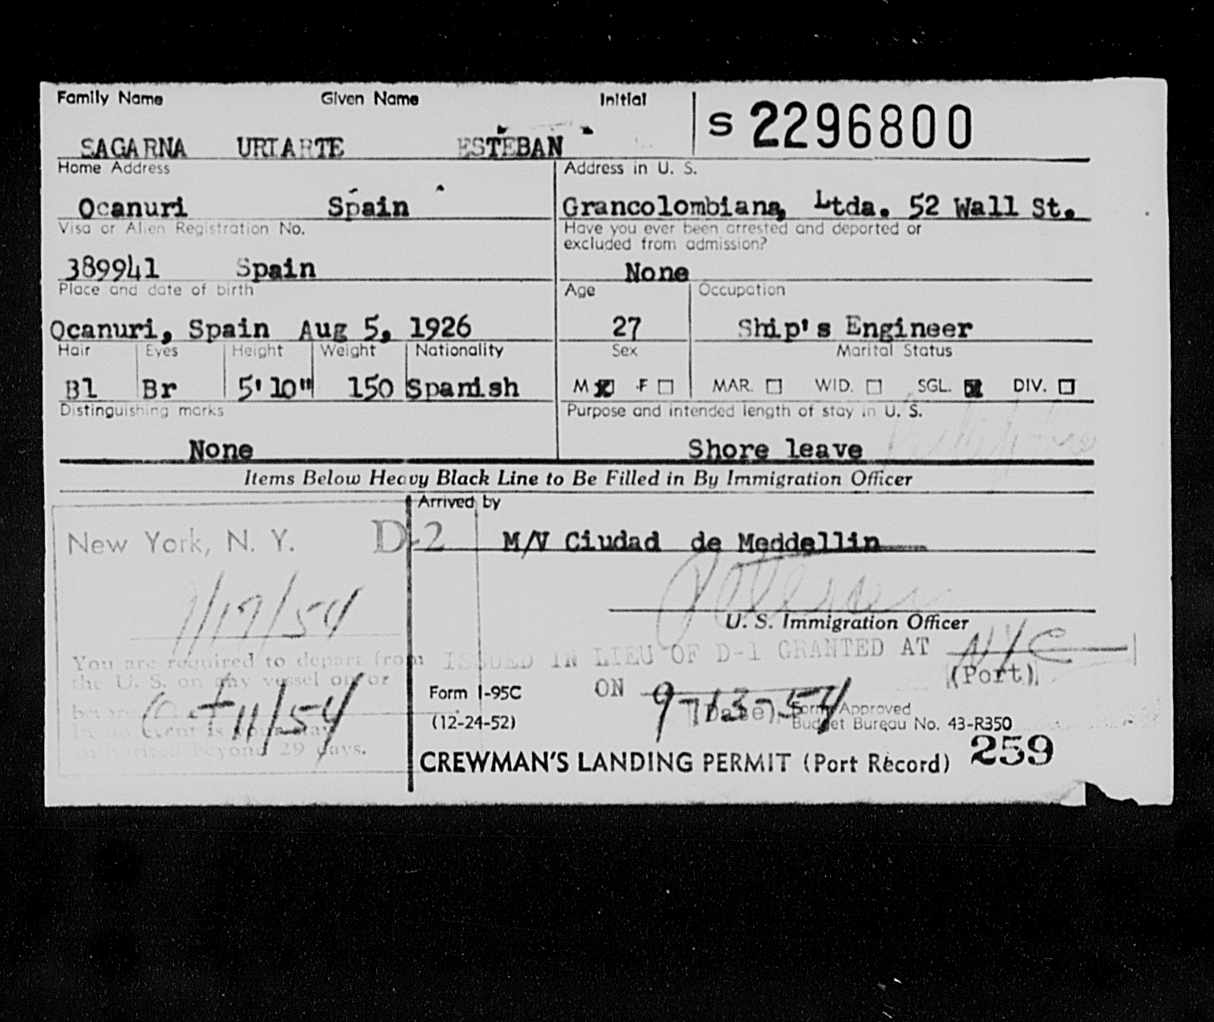 Family Name Given Name Initial
SAGARNA URIARTE ESTEBAN
S 2296800
Home Address
Ocanuri Spain
Address in U. S.
Grancolombiana, Ltda. 52 Wall St.
Visa or Alien Registration No.
389941 Spain
Have you ever been arrested and deported or
excluded from admission?
None
Place and date of birth
Ocanuri, Spain Aug 5, 1926
Age
27
Occupation
Ship's Engineer
Hair Eyes Height Weight Nationality
Bl Br 5'10" 150 Spanish
Sex
M F
Marital Status
MAR. WID. SGL. DIV.
Distinguishing marks
None
Purpose and intended length of stay in U. S.
Shore leave
Items Below Heavy Black Line to Be Filled in By Immigration Officer
New York, N. Y. D-2
Arrived by
M/V Ciudad de Meddellin
U. S. Immigration Officer
You are required to depart from
the U. S. on any vessel on or
beyond 29 days.
Oct 11/54
ISSUED IN LIEU OF D-1 GRANTED AT NYC
(Port)
ON
(Date)
Form I-95C
(12-24-52)
Form Approved
Budget Bureau No. 43-R350
CREWMAN'S LANDING PERMIT (Port Record) 259